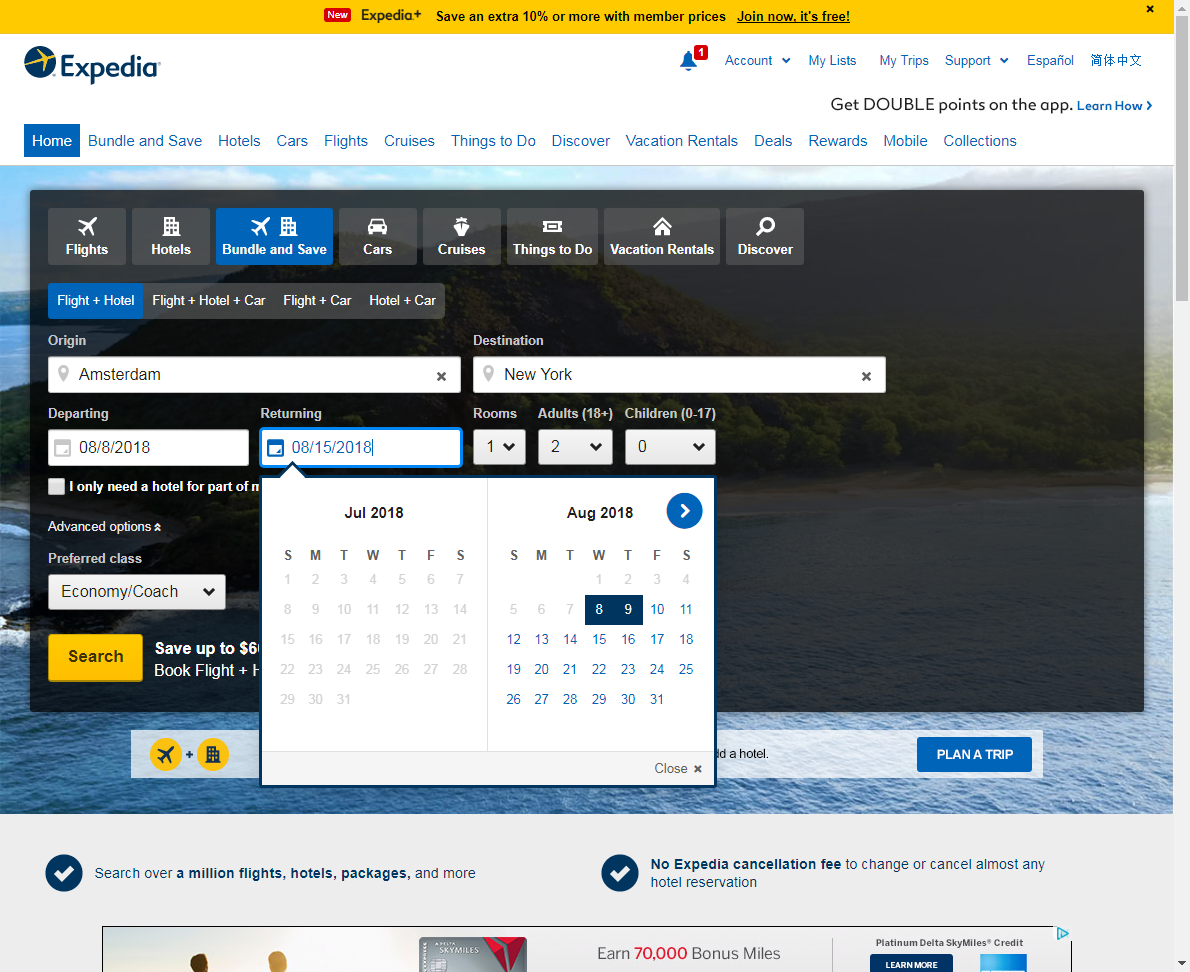 New Expedia+ Save an extra 10% or more with member prices Join now, it's free!
Expedia
1 Account My Lists My Trips Support Español 简体中文
Get DOUBLE points on the app. Learn How
Home Bundle and Save Hotels Cars Flights Cruises Things to Do Discover Vacation Rentals Deals Rewards Mobile Collections
Flights Hotels Bundle and Save Cars Cruises Things to Do Vacation Rentals Discover
Flight + Hotel Flight + Hotel + Car Flight + Car Hotel + Car
Origin Destination
Amsterdam New York
Departing Returning Rooms Adults (18+) Children (0-17)
08/8/2018 08/15/2018 1 2 0
I only need a hotel for part of
Advanced options
Preferred class
Economy/Coach
Search
Save up to $6
Book Flight +
Jul 2018
S M T W T F S
1 2 3 4 5 6 7
8 9 10 11 12 13 14
15 16 17 18 19 20 21
22 23 24 25 26 27 28
29 30 31
Aug 2018
S M T W T F S
1 2 3 4
5 6 7 8 9 10 11
12 13 14 15 16 17 18
19 20 21 22 23 24 25
26 27 28 29 30 31
Close
+ a hotel. PLAN A TRIP
Search over a million flights, hotels, packages, and more
No Expedia cancellation fee to change or cancel almost any
hotel reservation
DELTA
SKYMILES
Earn 70,000 Bonus Miles
Platinum Delta SkyMiles® Credit
LEARN MORE